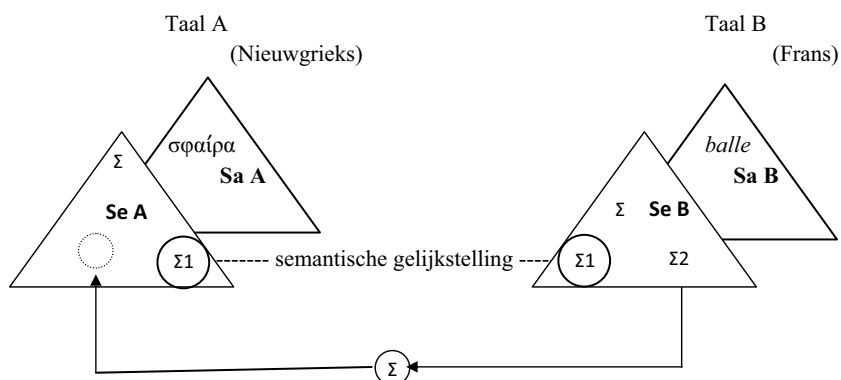 Taal A
Taal B
(Nieuwgrieks)
(Frans)
σφαίρα
balle
Σ
Sa A
Sa B
Se A
Σ
Se B
Σ1
semantische gelijkstelling
Σ1
Σ2
Σ